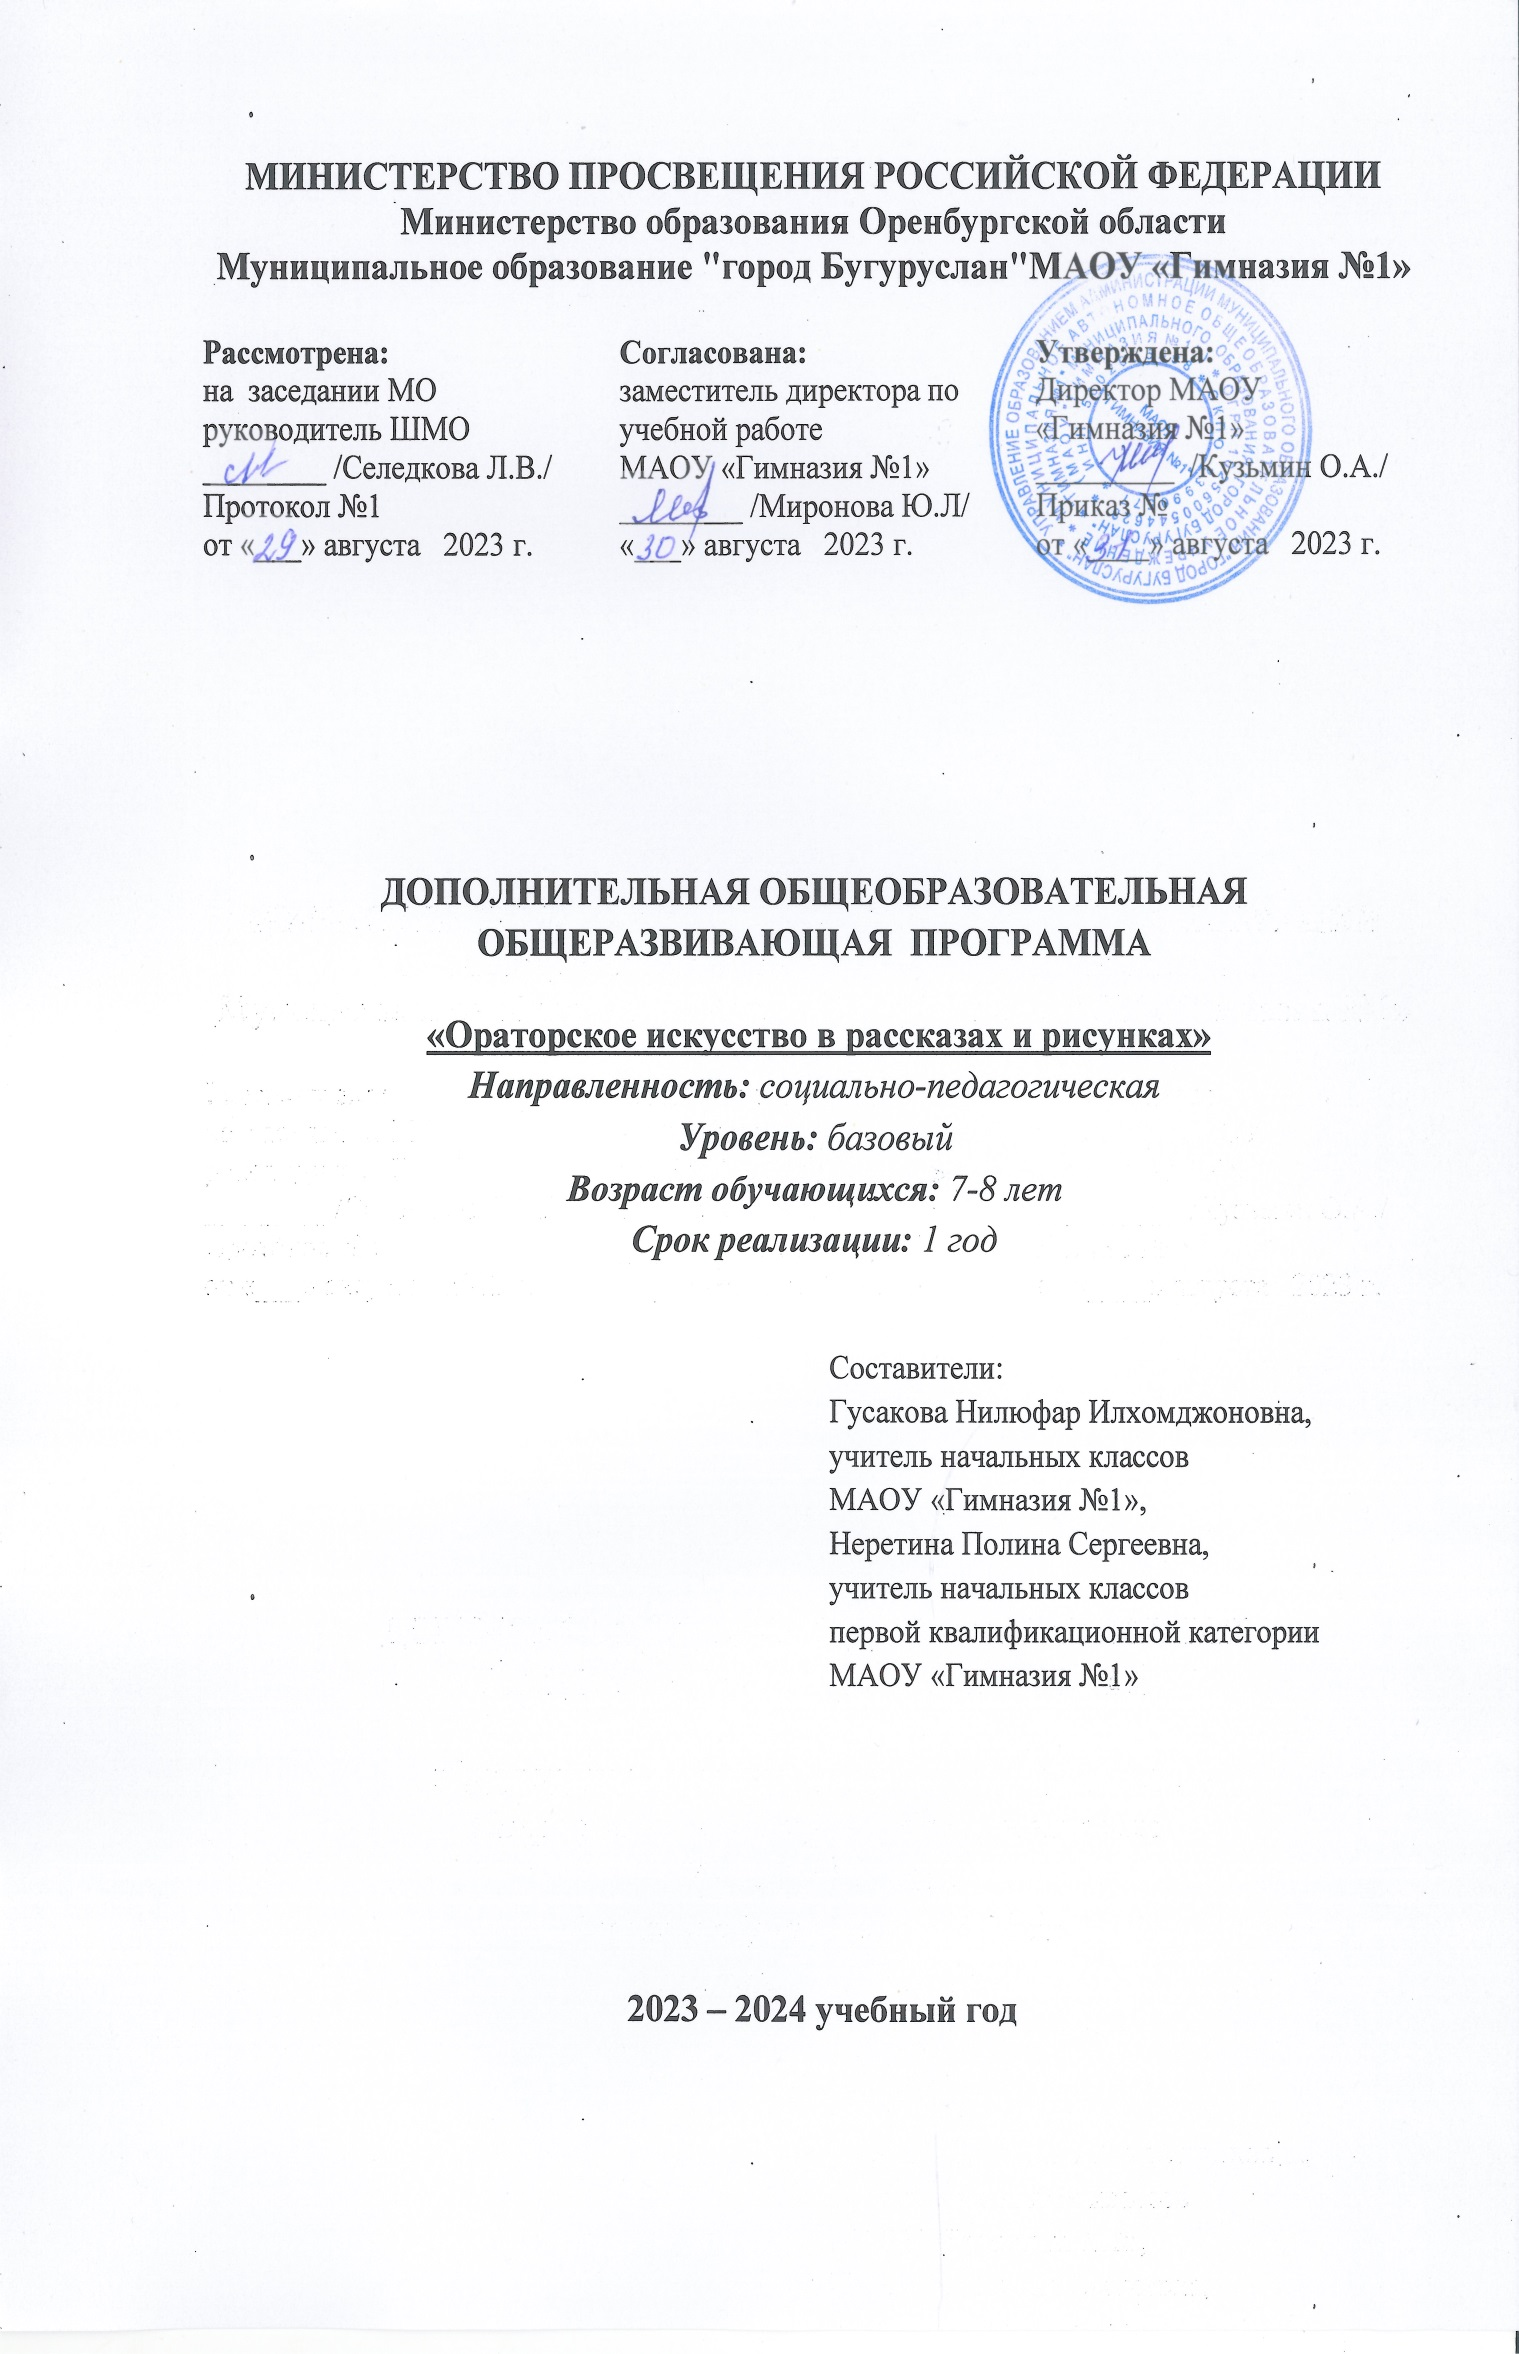 МИНИСТЕРСТВО ПРОСВЕЩЕНИЯ РОССИЙСКОЙ ФЕДЕРАЦИИ
Министерство образования Оренбургской области
Муниципальное образование "город Бугуруслан"МАОУ «Гимназия №1»
Рассмотрена:
на заседании МО
руководитель ШМО
________ /Селедкова Л.В./
Протокол №1
от «29» августа 2023 г.
Согласована:
заместитель директора по
учебной работе
МАОУ «Гимназия №1»
________ /Миронова Ю.Л/
«30» августа 2023 г.
Утверждена:
Директор МАОУ
«Гимназия №1»
_________ /Кузьмин О.А./
Приказ №
от «31» августа 2023 г.
ДОПОЛНИТЕЛЬНАЯ ОБЩЕОБРАЗОВАТЕЛЬНАЯ
ОБЩЕРАЗВИВАЮЩАЯ ПРОГРАММА
«Ораторское искусство в рассказах и рисунках»
Направленность: социально-педагогическая
Уровень: базовый
Возраст обучающихся: 7-8 лет
Срок реализации: 1 год
Составители:
Гусакова Нилюфар Илхомджоновна,
учитель начальных классов
МАОУ «Гимназия №1»,
Неретина Полина Сергеевна,
учитель начальных классов
первой квалификационной категории
МАОУ «Гимназия №1»
2023 – 2024 учебный год